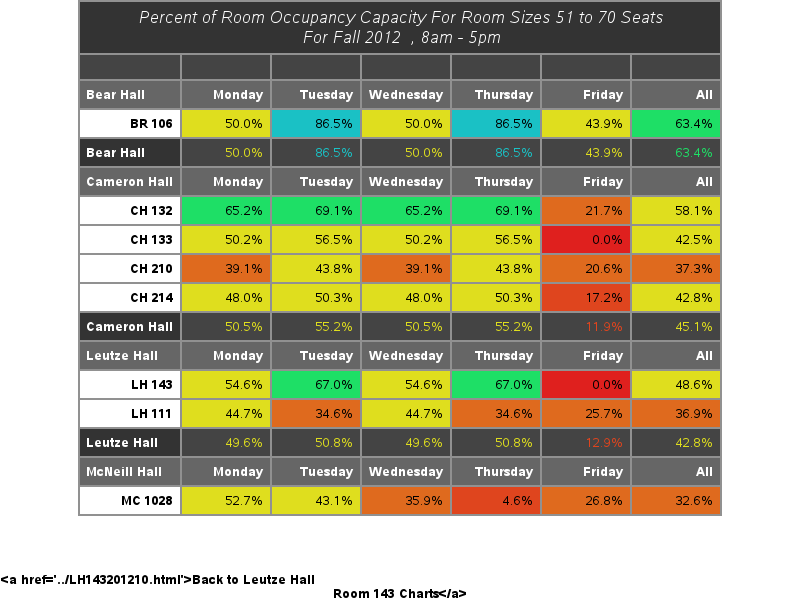 Percent of Room Occupancy Capacity For Room Sizes 51 to 70 Seats
For Fall 2012 , 8am - 5pm
Bear Hall Monday Tuesday Wednesday Thursday Friday All
BR 106 50.0% 86.5% 50.0% 86.5% 43.9% 63.4%
Bear Hall 50.0% 86.5% 50.0% 86.5% 43.9% 63.4%
Cameron Hall Monday Tuesday Wednesday Thursday Friday All
CH 132 65.2% 69.1% 65.2% 69.1% 21.7% 58.1%
CH 133 50.2% 56.5% 50.2% 56.5% 0.0% 42.5%
CH 210 39.1% 43.8% 39.1% 43.8% 20.6% 37.3%
CH 214 48.0% 50.3% 48.0% 50.3% 17.2% 42.8%
Cameron Hall 50.5% 55.2% 50.5% 55.2% 11.9% 45.1%
Leutze Hall Monday Tuesday Wednesday Thursday Friday All
LH 143 54.6% 67.0% 54.6% 67.0% 0.0% 48.6%
LH 111 44.7% 34.6% 44.7% 34.6% 25.7% 36.9%
Leutze Hall 49.6% 50.8% 49.6% 50.8% 12.9% 42.8%
McNeill Hall Monday Tuesday Wednesday Thursday Friday All
MC 1028 52.7% 43.1% 35.9% 4.6% 26.8% 32.6%
<a href='../LH143201210.html'>Back to Leutze Hall
Room 143 Charts</a>